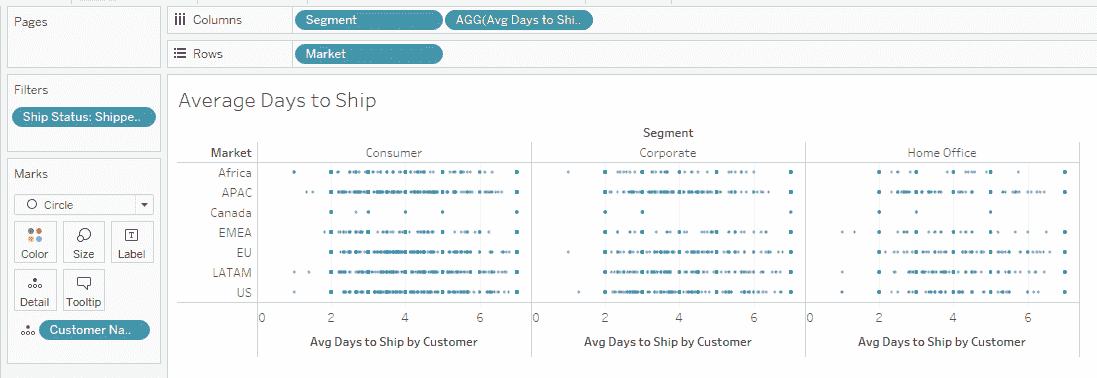 Pages
Columns
Segment
AGG(Avg Days to Shi..
Rows
Market
Filters
Ship Status: Shippe..
Average Days to Ship
Segment
Market
Consumer
Corporate
Home Office
Marks
Circle
Color
Size
Label
Detail
Tooltip
Customer Na..
Africa
APAC
Canada
EMEA
EU
LATAM
US
0 2 4 6 0 2 4 6 0 2 4 6
Avg Days to Ship by Customer
Avg Days to Ship by Customer
Avg Days to Ship by Customer